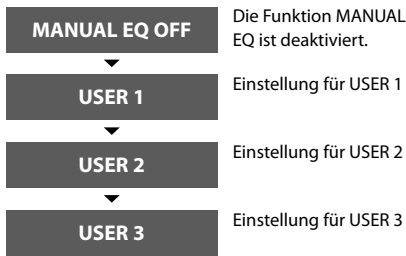 MANUAL EQ OFF
Die Funktion MANUAL
EQ ist deaktiviert.
USER 1
Einstellung für USER 1
USER 2
Einstellung für USER 2
USER 3
Einstellung für USER 3